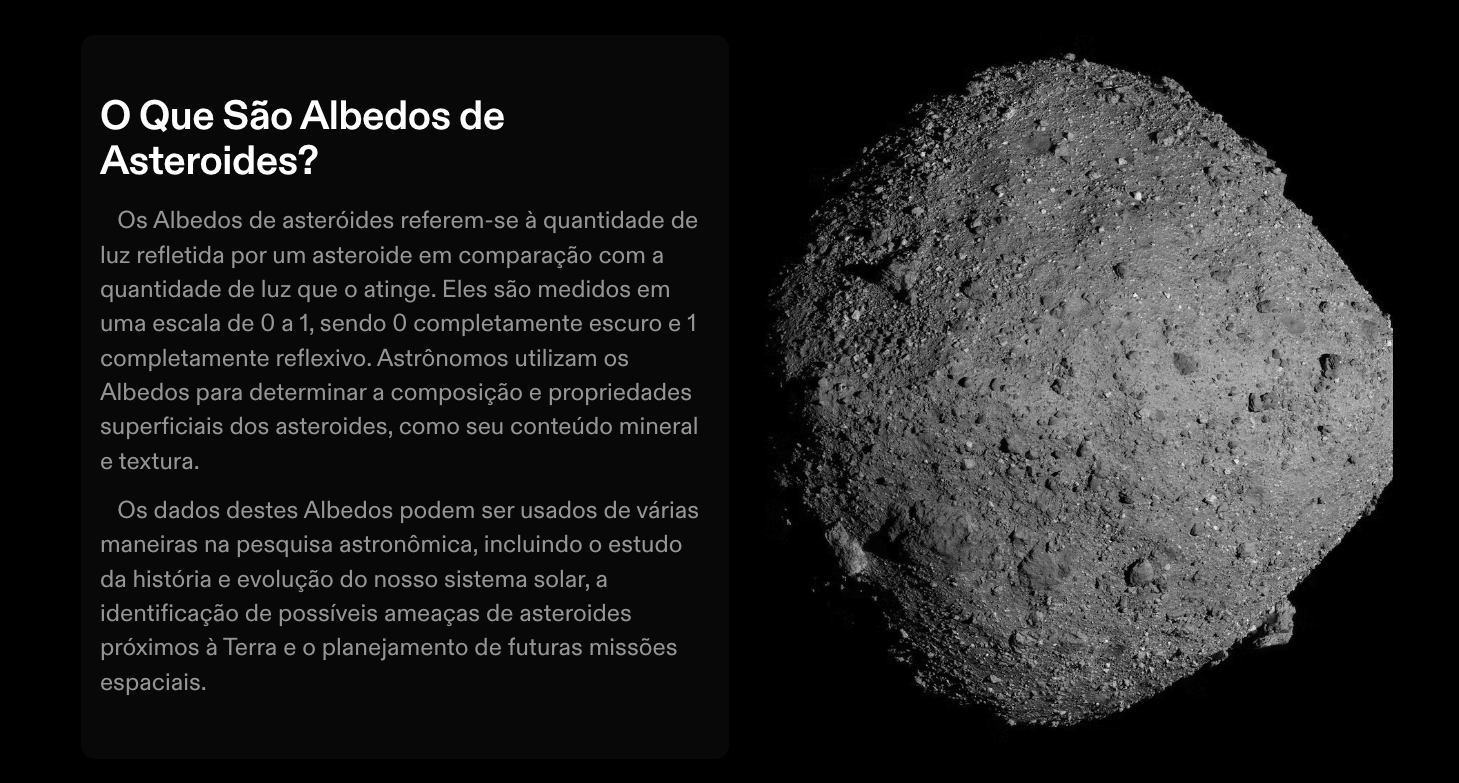 O Que São Albedos de
Asteroides?
Os Albedos de asteróides referem-se à quantidade de
luz refletida por um asteroide em comparação com a
quantidade de luz que o atinge. Eles são medidos em
uma escala de 0 a 1, sendo 0 completamente escuro e 1
completamente reflexivo. Astrônomos utilizam os
Albedos para determinar a composição e propriedades
superficiais dos asteroides, como seu conteúdo mineral
e textura.
Os dados destes Albedos podem ser usados de várias
maneiras na pesquisa astronômica, incluindo o estudo
da história e evolução do nosso sistema solar, a
identificação de possíveis ameaças de asteroides
próximos à Terra e o planejamento de futuras missões
espaciais.